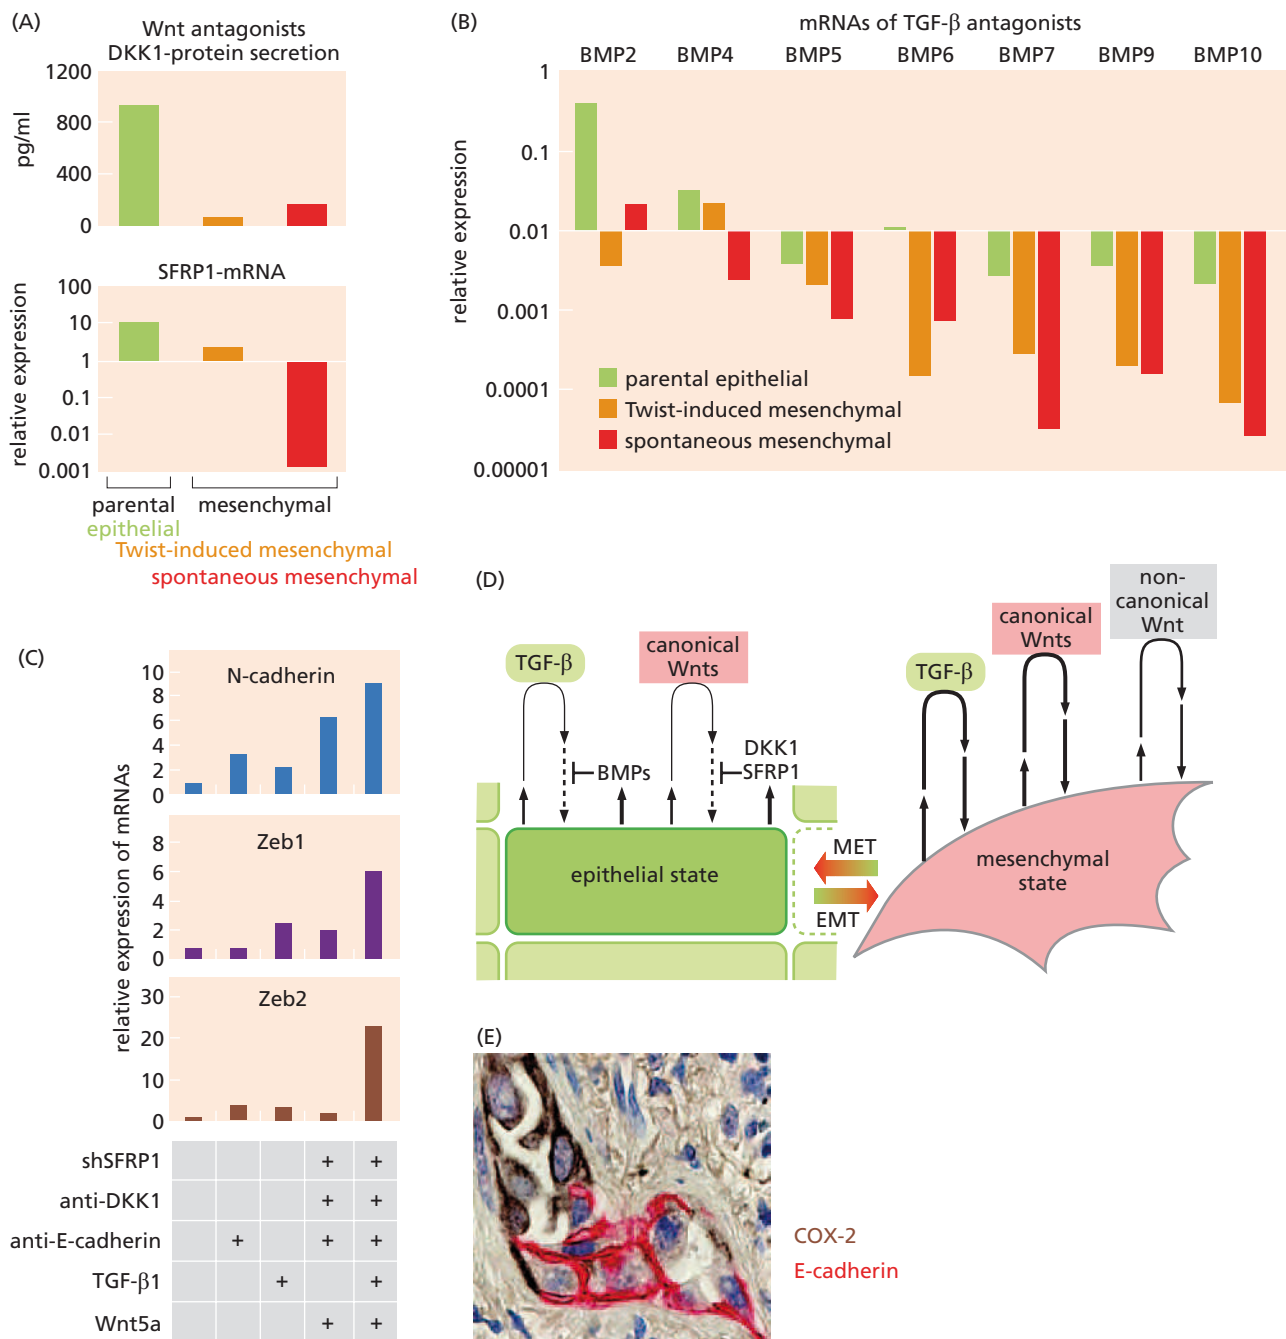 (A)
Wnt antagonists
DKK1-protein secretion
1200
800
400
0
pg/ml
SFRP1-mRNA
100
10
1
0.1
0.01
0.001
relative expression
parental
epithelial
meschymal
Twist-induced mesenchymal
spontaneous mesenchymal
(B)
mRNAs of TGF-β antagonists
BMP2 BMP4 BMP5 BMP6 BMP7 BMP9 BMP10
1
0.1
0.01
0.001
0.0001
0.00001
relative expression
parental epithelial
Twist-induced mesenchymal
spontaneous mesenchymal
(C)
N-cadherin
10
8
6
4
2
0
Zeb1
8
6
4
2
0
Zeb2
30
20
10
0
relative expression of mRNAs
shSFRP1 + +
anti-DKK1 + +
anti-E-cadherin + + +
TGF-β1 + +
Wnt5a + +
(D)
TGF-β
canonical
Wnts
BMPs
DKK1
SFRP1
epithelial state
MET
EMT
TGF-β
canonical
Wnts
non-
canonical
Wnt
mesenchymal
state
(E)
COX-2
E-cadherin